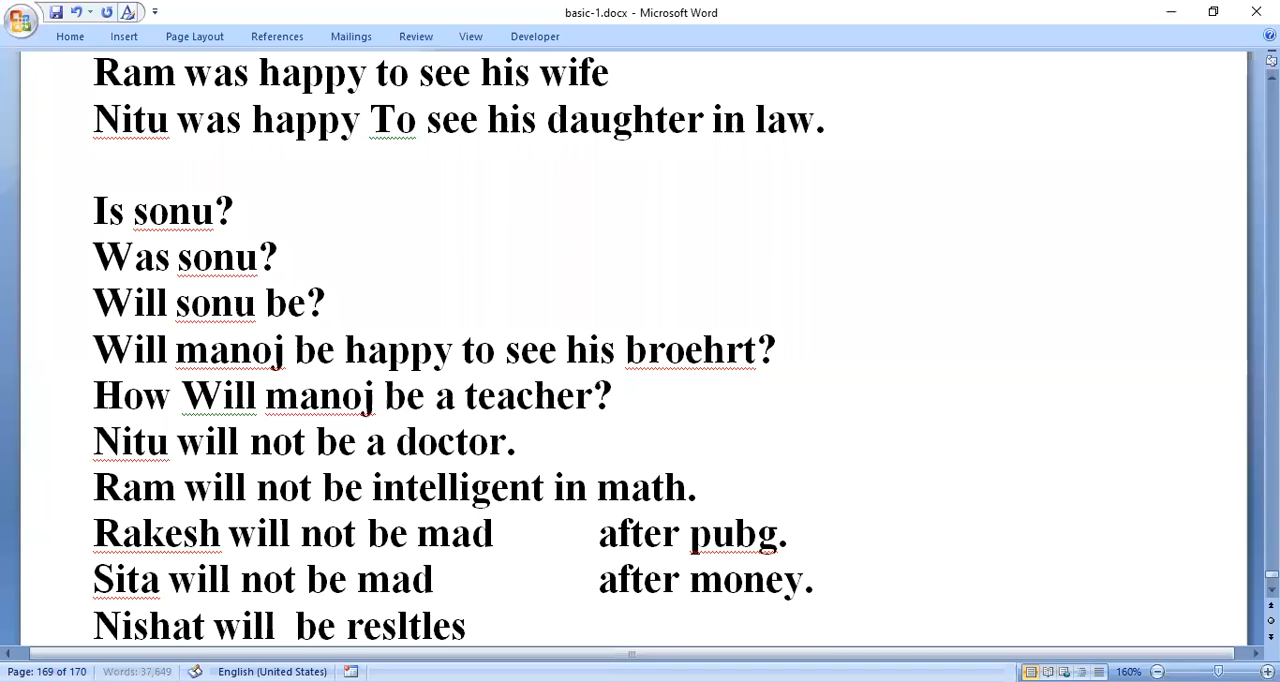 basic-1.docx - Microsoft Word
Home Insert Page Layout References Mailings Review View Developer
Ram was happy to see his wife
Nitu was happy To see his daughter in law.
Is sonu?
Was sonu?
Will sonu be?
Will manoj be happy to see his broehrt?
How Will manoj be a teacher?
Nitu will not be a doctor.
Ram will not be intelligent in math.
Rakesh will not be mad after pubg.
Sita will not be mad after money.
Nishat will be resltles
Page: 169 of 170 Words: 37,649 English (United States) 160%